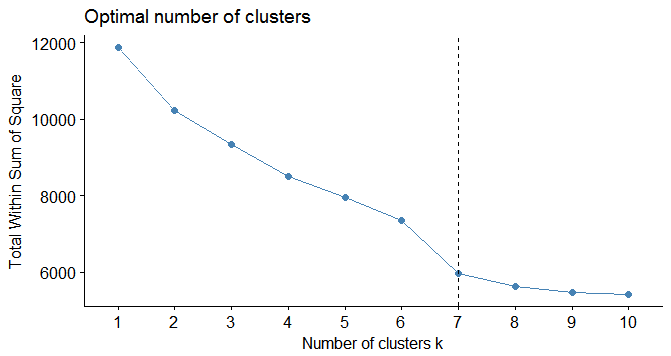 Optimal number of clusters
Total Within Sum of Square
12000
10000
8000
6000
1 2 3 4 5 6 7 8 9 10
Number of clusters k